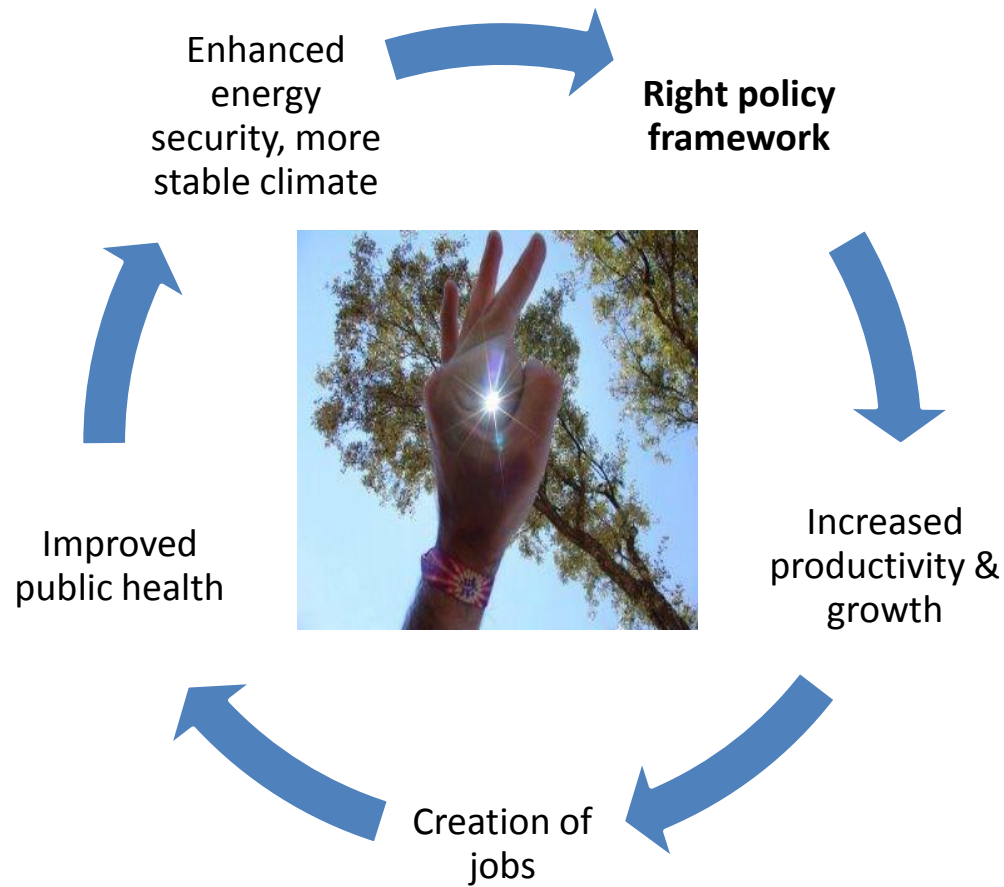 Enhanced
energy
security, more
stable climate
Right policy
framework
Increased
productivity &
growth
Creation of
jobs
Improved
public health